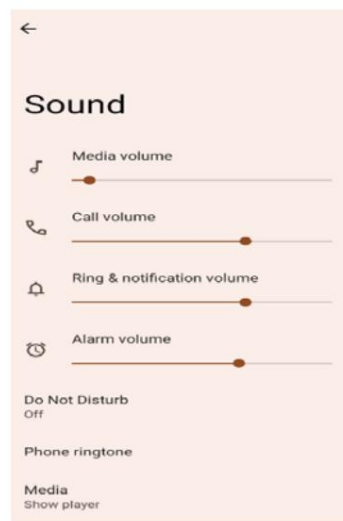 Sound
Media volume
Call volume
Ring & notification volume
Alarm volume
Do Not Disturb
Off
Phone ringtone
Media
Show player